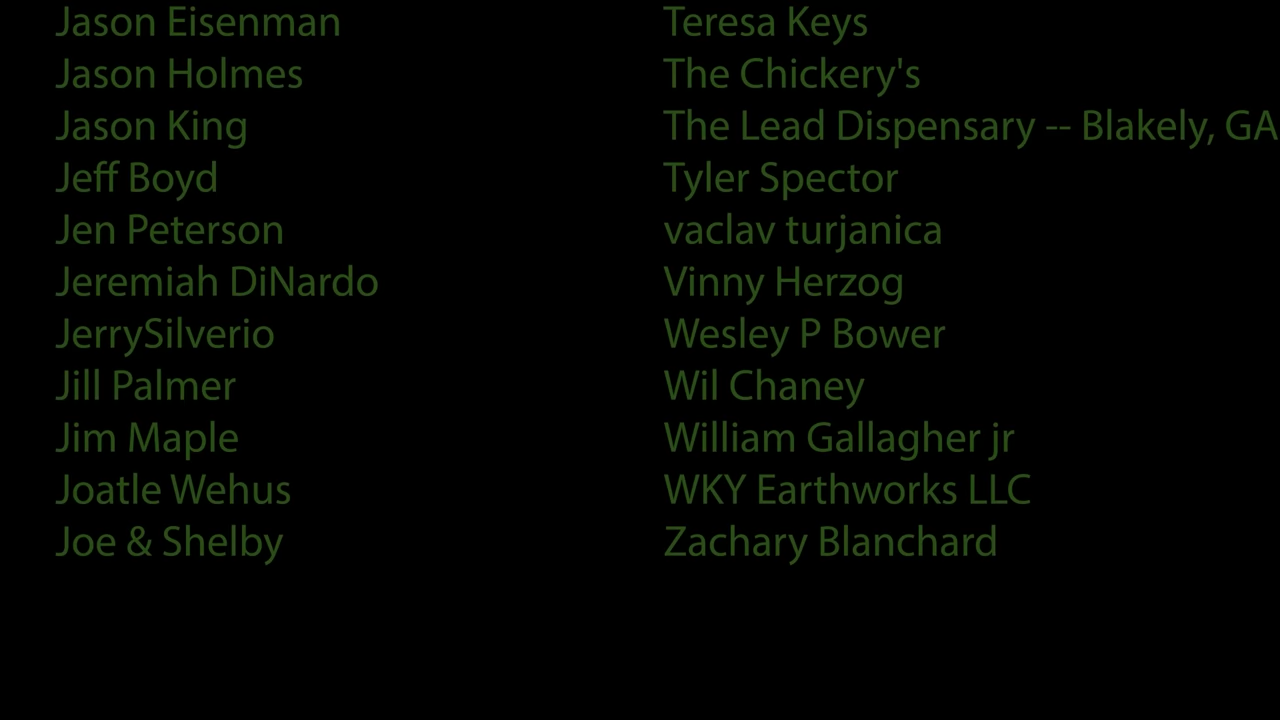 Jason Eisenman
Jason Holmes
Jason King
Jeff Boyd
Jen Peterson
Jeremiah DiNardo
JerrySilverio
Jill Palmer
Jim Maple
Joatle Wehus
Joe & Shelby
Teresa Keys
The Chickery's
The Lead Dispensary -- Blakely, GA
Tyler Spector
vaclav turjanica
Vinny Herzog
Wesley P Bower
Wil Chaney
William Gallagher jr
WKY Earthworks LLC
Zachary Blanchard